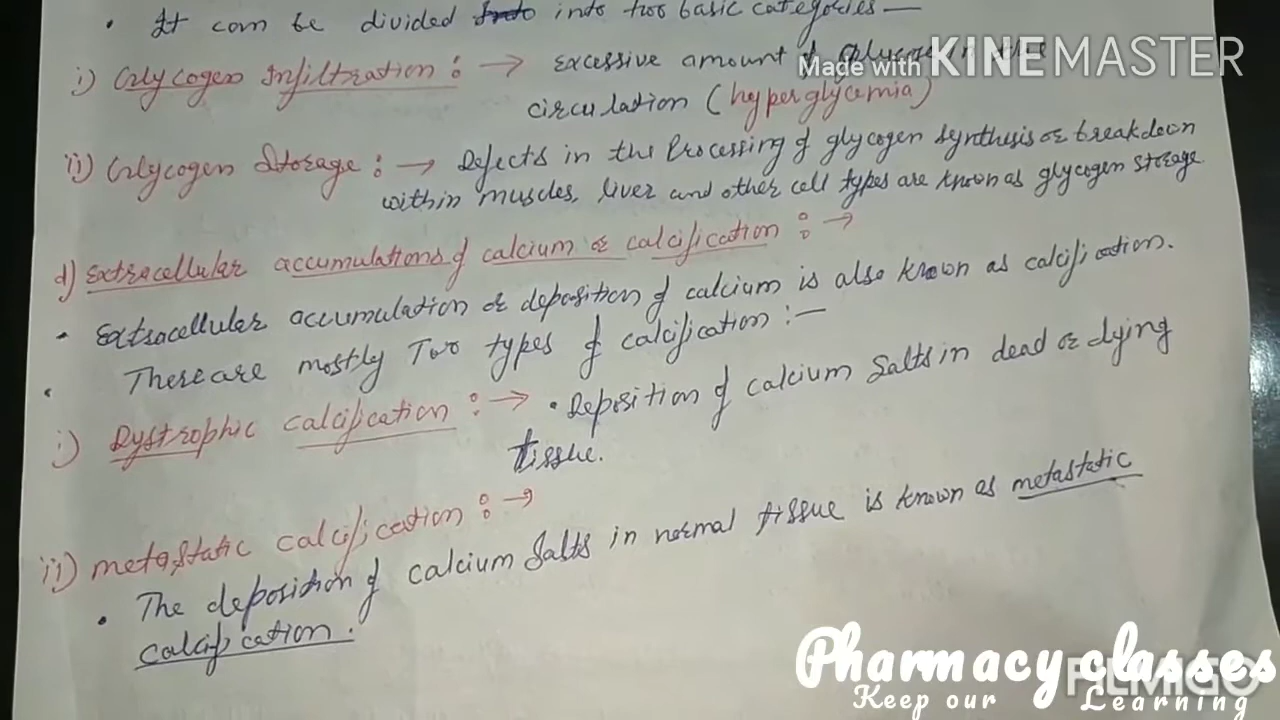 • It can be divided into into two basic categories —
i) Glycogen Infiltration : → Excessive amount of glycogen in
circulation (hyperglycemia)
ii) Glycogen Storage : → Defects in the Processing of glycogen synthesis or breakdown
within muscles, liver and other cell types are known as glycogen storage
d) Extracellular accumulations of calcium or calcification : →
• Extracellular accumulation or deposition of calcium is also known as calcification.
• There are mostly Two types of calcification : —
i) Dystrophic calcification : → • Deposition of calcium salts in dead or dying
tissue.
ii) metastatic calcification : →
• The deposition of calcium salts in normal tissue is known as metastatic
calcification.
Made with KINEMASTER
Pharmacy classes
FILMIGO
Keep our Learning